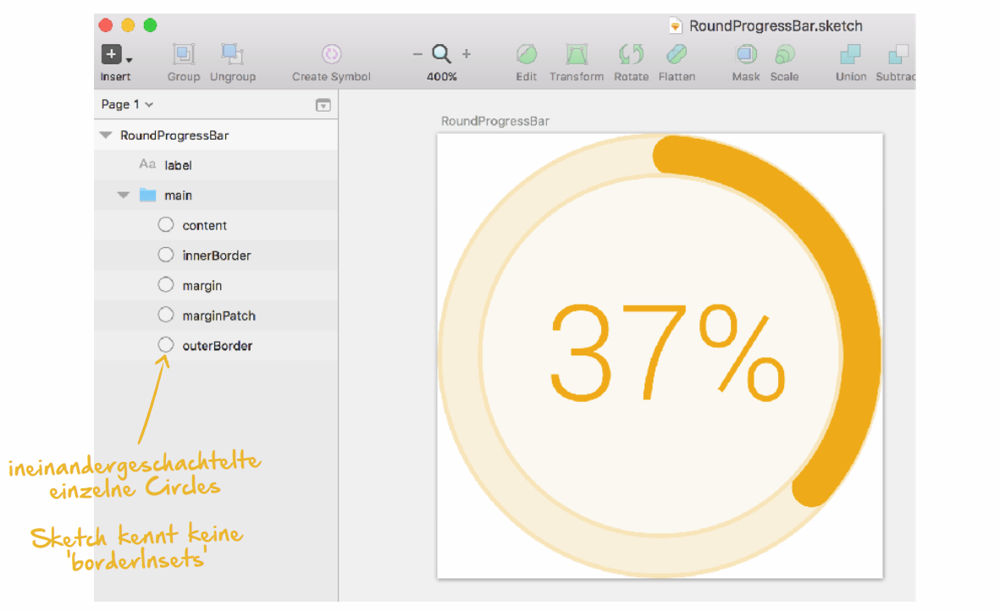 RoundProgressBar.sketch
Insert
Group
Ungroup
Create Symbol
400%
Edit
Transform
Rotate
Flatten
Mask
Scale
Union
Subtrac
Page 1
RoundProgressBar
Aa label
main
content
innerBorder
margin
marginPatch
outerBorder
RoundProgressBar
37%
ineinandergeschachtelte
einzelne Circles
Sketch kennt keine
'borderInsets'